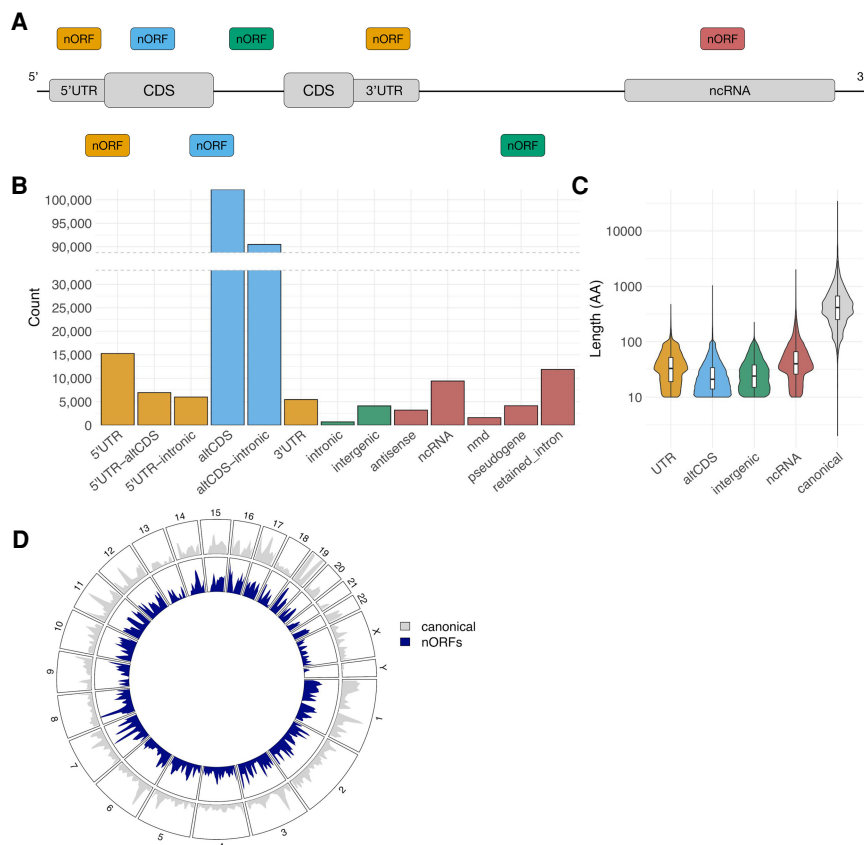 A
nORF nORF nORF nORF nORF
5' 5'UTR CDS CDS 3'UTR ncRNA 3
nORF nORF nORF
B
Count
100,000
95,000
90,000
30,000
25,000
20,000
15,000
10,000
5,000
0
5'UTR
5'UTR–altCDS
5'UTR–intronic
altCDS
altCDS–intronic
3'UTR
intronic
intergenic
antisense
ncRNA
nmd
pseudogene
retained_intron
C
Length (AA)
10000
1000
100
10
UTR
altCDS
intergenic
ncRNA
canonical
D
1
2
3
5
6
7
8
9
10
11
12
13
14
15
16
17
18
19
20
21
22
X
Y
canonical
nORFs